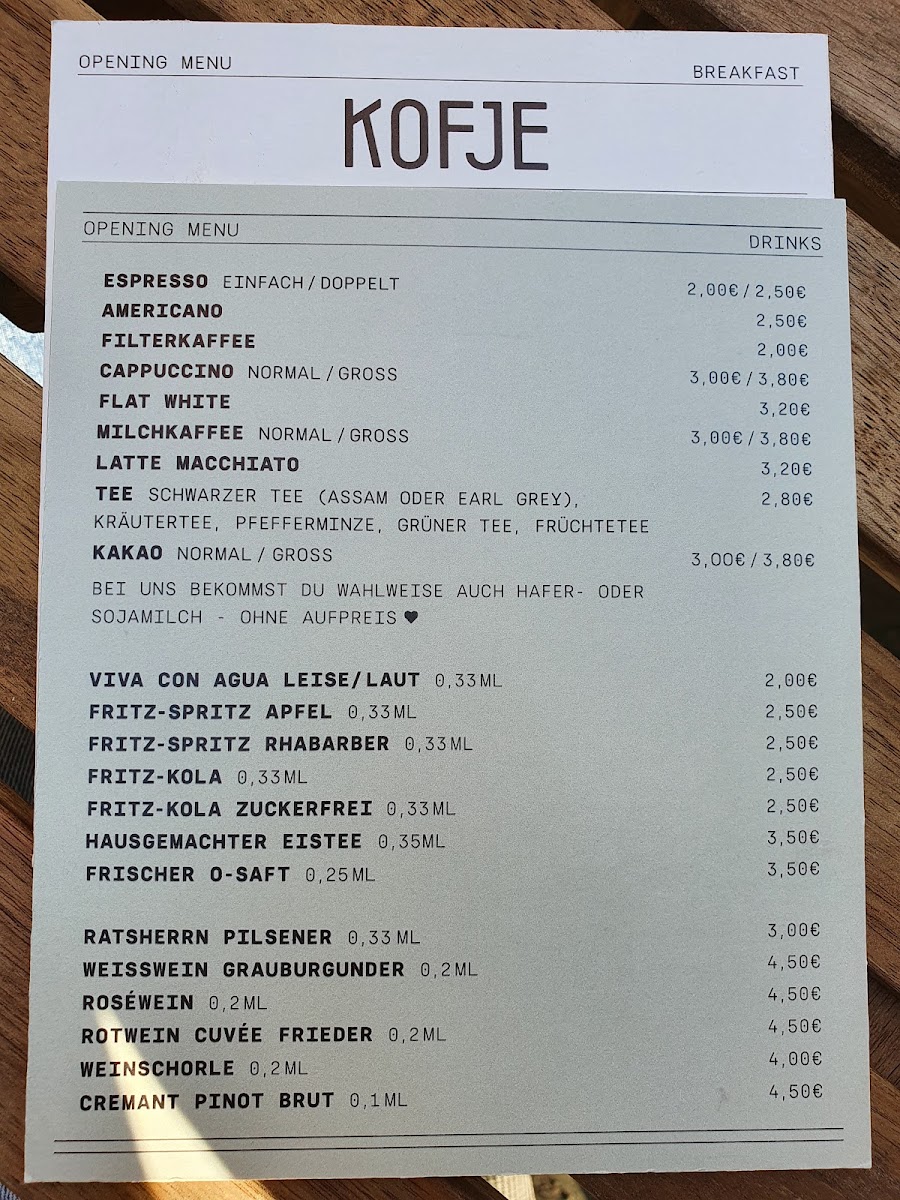 OPENING MENU BREAKFAST
KOFJE
OPENING MENU DRINKS
ESPRESSO EINFACH / DOPPELT 2,00€ / 2,50€
AMERICANO 2,50€
FILTERKAFFEE 2,00€
CAPPUCCINO NORMAL / GROSS 3,00€ / 3,80€
FLAT WHITE 3,20€
MILCHKAFFEE NORMAL / GROSS 3,00€ / 3,80€
LATTE MACCHIATO 3,20€
TEE SCHWARZER TEE (ASSAM ODER EARL GREY), 2,80€
KRÄUTERTEE, PFEFFERMINZE, GRÜNER TEE, FRÜCHTETEE
KAKAO NORMAL / GROSS 3,00€ / 3,80€
BEI UNS BEKOMMST DU WAHLWEISE AUCH HAFER- ODER
SOJAMILCH - OHNE AUFPREIS ♥
VIVA CON AGUA LEISE/LAUT 0,33ML 2,00€
FRITZ-SPRITZ APFEL 0,33ML 2,50€
FRITZ-SPRITZ RHABARBER 0,33ML 2,50€
FRITZ-KOLA 0,33ML 2,50€
FRITZ-KOLA ZUCKERFREI 0,33ML 2,50€
HAUSGEMACHTER EISTEE 0,35ML 3,50€
FRISCHER O-SAFT 0,25ML 3,50€
RATSHERRN PILSENER 0,33ML 3,00€
WEISSWEIN GRAUBURGUNDER 0,2ML 4,50€
ROSÉWEIN 0,2ML 4,50€
ROTWEIN CUVÉE FRIEDER 0,2ML 4,50€
WEINSCHORLE 0,2ML 4,00€
CREMANT PINOT BRUT 0,1ML 4,50€